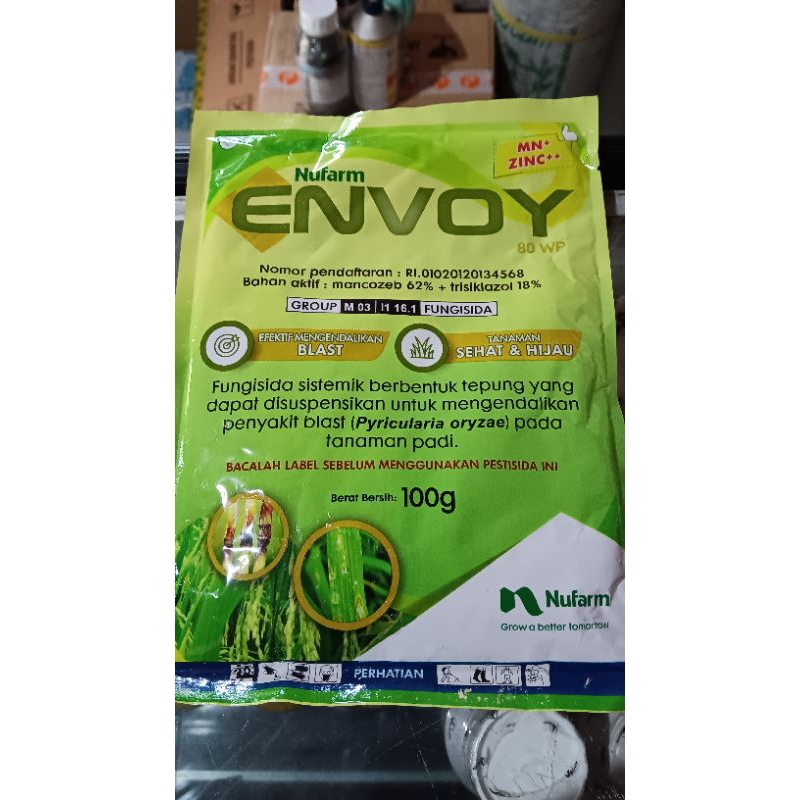 MN+
ZINC++
Nufarm
ENVOY
80 WP
Nomor pendaftaran : RI.01020120134568
Bahan aktif : mancozeb 62% + trisiklazol 18%
GROUP M 03 I1 16.1 FUNGISIDA
EFEKTIF MENGENDALIKAN
BLAST
TANAMAN
SEHAT & HIJAU
Fungisida sistemik berbentuk tepung yang
dapat disuspensikan untuk mengendalikan
penyakit blast (Pyricularia oryzae) pada
tanaman padi.
BACALAH LABEL SEBELUM MENGGUNAKAN PESTISIDA INI
Berat Bersih: 100g
Nufarm
Grow a better tomorrow
PERHATIAN